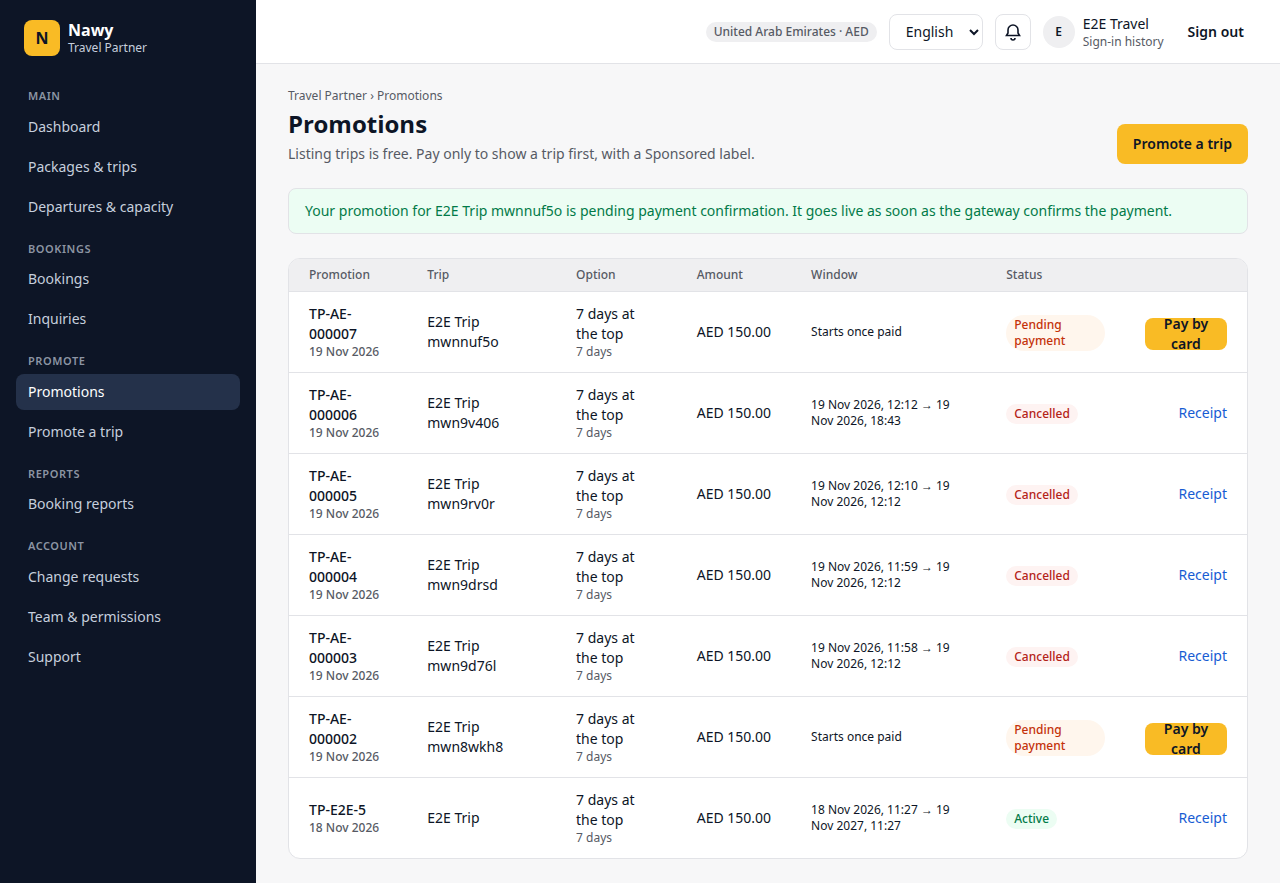 N
Nawy
Travel Partner
MAIN
Dashboard
Packages & trips
Departures & capacity
BOOKINGS
Bookings
Inquiries
PROMOTE
Promotions
Promote a trip
REPORTS
Booking reports
ACCOUNT
Change requests
Team & permissions
Support
United Arab Emirates · AED
English
E
E2E Travel
Sign-in history
Sign out
Travel Partner › Promotions
Promotions
Listing trips is free. Pay only to show a trip first, with a Sponsored label.
Promote a trip
Your promotion for E2E Trip mwnnuf5o is pending payment confirmation. It goes live as soon as the gateway confirms the payment.
Promotion Trip Option Amount Window Status
TP-AE-
000007
19 Nov 2026
E2E Trip
mwnnuf5o
7 days at
the top
7 days
AED 150.00
Starts once paid
Pending
payment
Pay by
card
TP-AE-
000006
19 Nov 2026
E2E Trip
mwn9v406
7 days at
the top
7 days
AED 150.00
19 Nov 2026, 12:12 → 19
Nov 2026, 18:43
Cancelled
Receipt
TP-AE-
000005
19 Nov 2026
E2E Trip
mwn9rv0r
7 days at
the top
7 days
AED 150.00
19 Nov 2026, 12:10 → 19
Nov 2026, 12:12
Cancelled
Receipt
TP-AE-
000004
19 Nov 2026
E2E Trip
mwn9drsd
7 days at
the top
7 days
AED 150.00
19 Nov 2026, 11:59 → 19
Nov 2026, 12:12
Cancelled
Receipt
TP-AE-
000003
19 Nov 2026
E2E Trip
mwn9d76l
7 days at
the top
7 days
AED 150.00
19 Nov 2026, 11:58 → 19
Nov 2026, 12:12
Cancelled
Receipt
TP-AE-
000002
19 Nov 2026
E2E Trip
mwn8wkh8
7 days at
the top
7 days
AED 150.00
Starts once paid
Pending
payment
Pay by
card
TP-E2E-5
18 Nov 2026
E2E Trip
7 days at
the top
7 days
AED 150.00
18 Nov 2026, 11:27 → 19
Nov 2027, 11:27
Active
Receipt